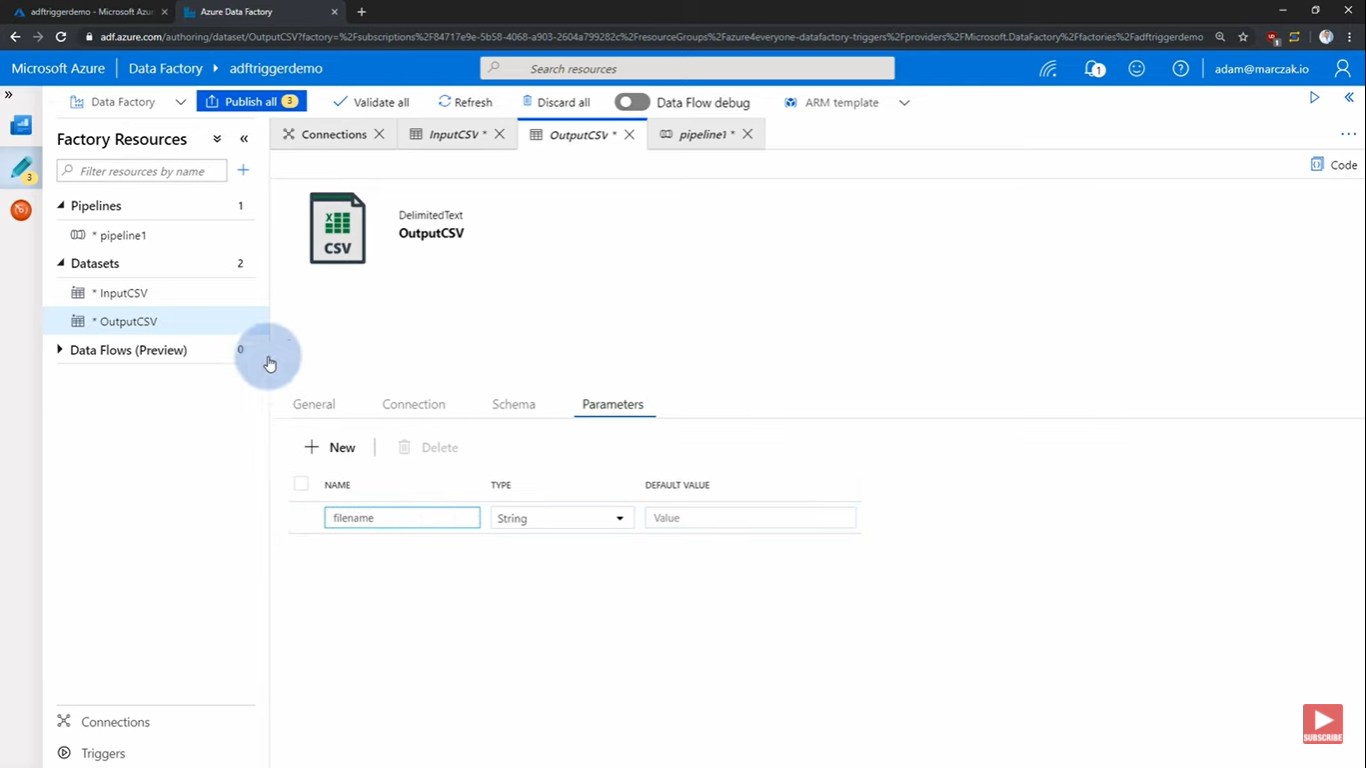 adftriggerdemo - Microsoft Azu
Azure Data Factory
adf.azure.com/authoring/dataset/OutputCSV?factory=%2Fsubscriptions%2F84717e9e-5b58-4068-a903-2604a799282c%2FresourceGroups%2Fazure4everyone-datafactory-triggers%2Fproviders%2FMicrosoft.DataFactory%2Ffactories%2Fadftriggerdemo
Microsoft Azure
Data Factory
adftriggerdemo
Search resources
1
adam@marczak.io
Data Factory
Publish all 3
Validate all
Refresh
Discard all
Data Flow debug
ARM template
Factory Resources
Connections
InputCSV *
OutputCSV *
pipeline1 *
Filter resources by name
Code
3
Pipelines 1
* pipeline1
Datasets 2
* InputCSV
* OutputCSV
Data Flows (Preview) 0
CSV
DelimitedText
OutputCSV
General
Connection
Schema
Parameters
New
Delete
NAME
TYPE
DEFAULT VALUE
filename
String
Value
Connections
Triggers
SUBSCRIBE